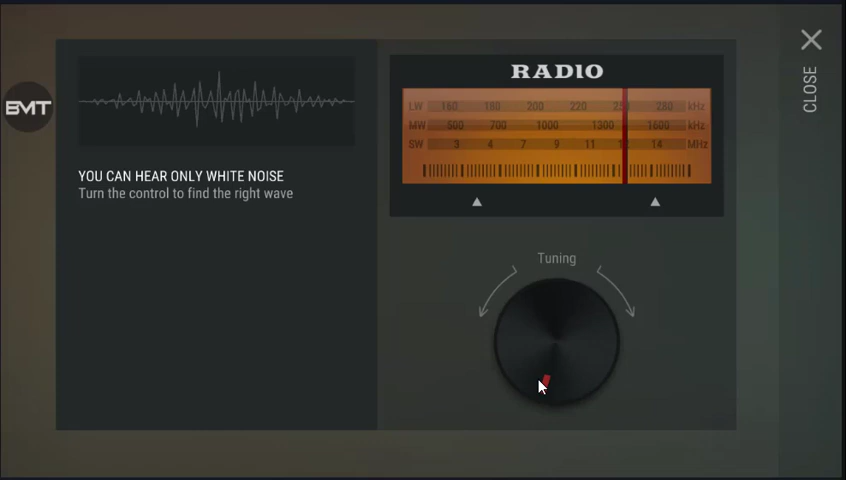 RADIO
LW 160 180 200 220 280 kHz
MW 500 700 1000 1300 1600 kHz
SW 3 4 7 9 11 14 MHz
BMT
YOU CAN HEAR ONLY WHITE NOISE
Turn the control to find the right wave
Tuning
CLOSE